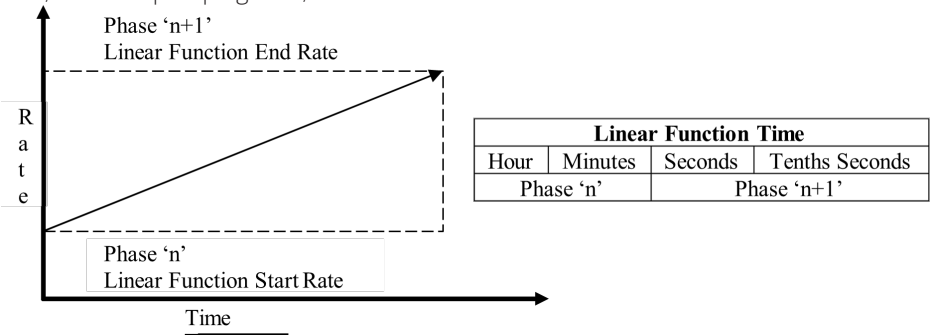 Phase ‘n+1’
Linear Function End Rate
R
a
t
e
Phase ‘n’
Linear Function Start Rate
Time
Linear Function Time
Hour Minutes Seconds Tenths Seconds
Phase ‘n’ Phase ‘n+1’